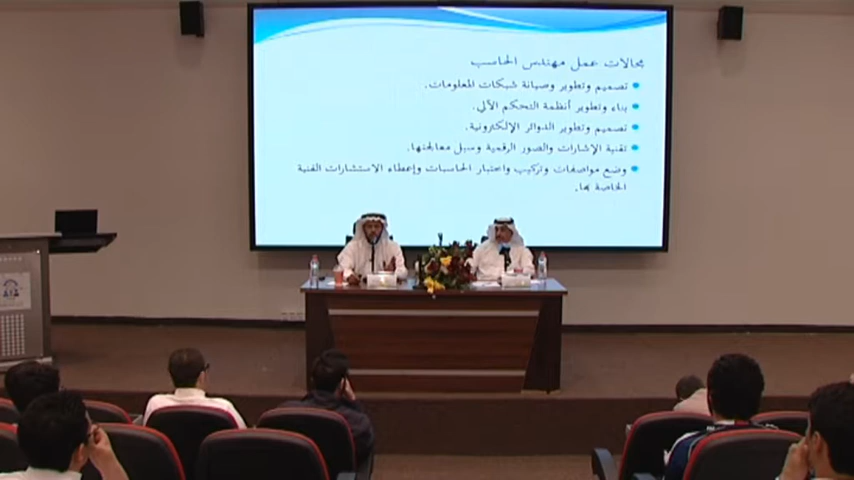 مجالات عمل مهندس الحاسب
تصميم وتطوير وصيانة شبكات المعلومات.
بناء وتطوير أنظمة التحكم الآلي.
تصميم وتطوير الدوائر الإلكترونية.
تقنية الإشارات والصور الرقمية وسبل معالجتها.
وضع مواصفات وتركيب واختبار الحاسبات وإعطاء الاستشارات الفنية
الخاصة بها.